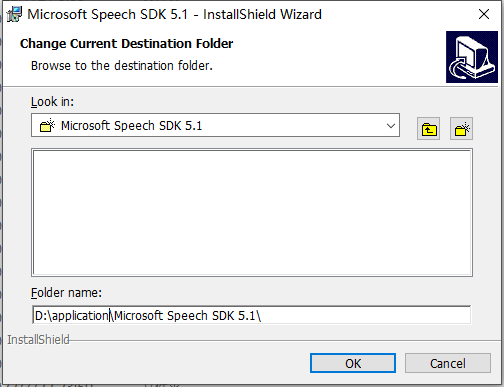 Microsoft Speech SDK 5.1 - InstallShield Wizard
Change Current Destination Folder
Browse to the destination folder.
Look in:
Microsoft Speech SDK 5.1
Folder name:
D:\application\Microsoft Speech SDK 5.1\
InstallShield
OK
Cancel